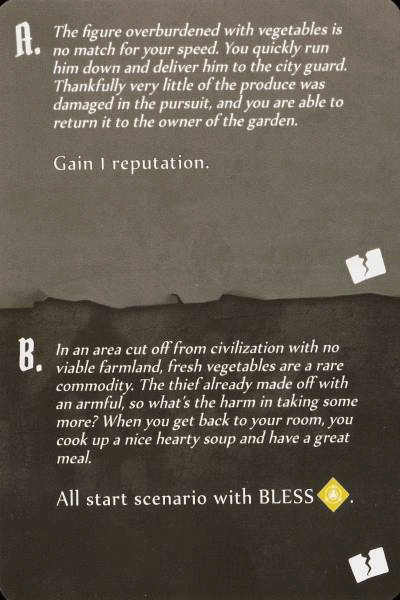 A.
The figure overburdened with vegetables is
no match for your speed. You quickly run
him down and deliver him to the city guard.
Thankfully very little of the produce was
damaged in the pursuit, and you are able to
return it to the owner of the garden.
Gain 1 reputation.
B.
In an area cut off from civilization with no
viable farmland, fresh vegetables are a rare
commodity. The thief already made off with
an armful, so what's the harm in taking some
more? When you get back to your room, you
cook up a nice hearty soup and have a great
meal.
All start scenario with BLESS.